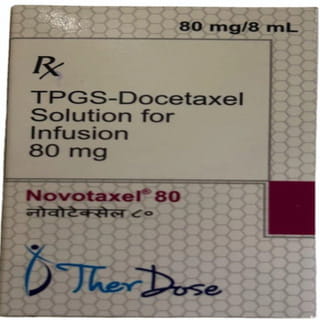 80 mg/8 mL
Rx
TPGS-Docetaxel
Solution for
Infusion
80 mg
Novotaxel® 80
नोवोटेक्सेल ८०
TherDose